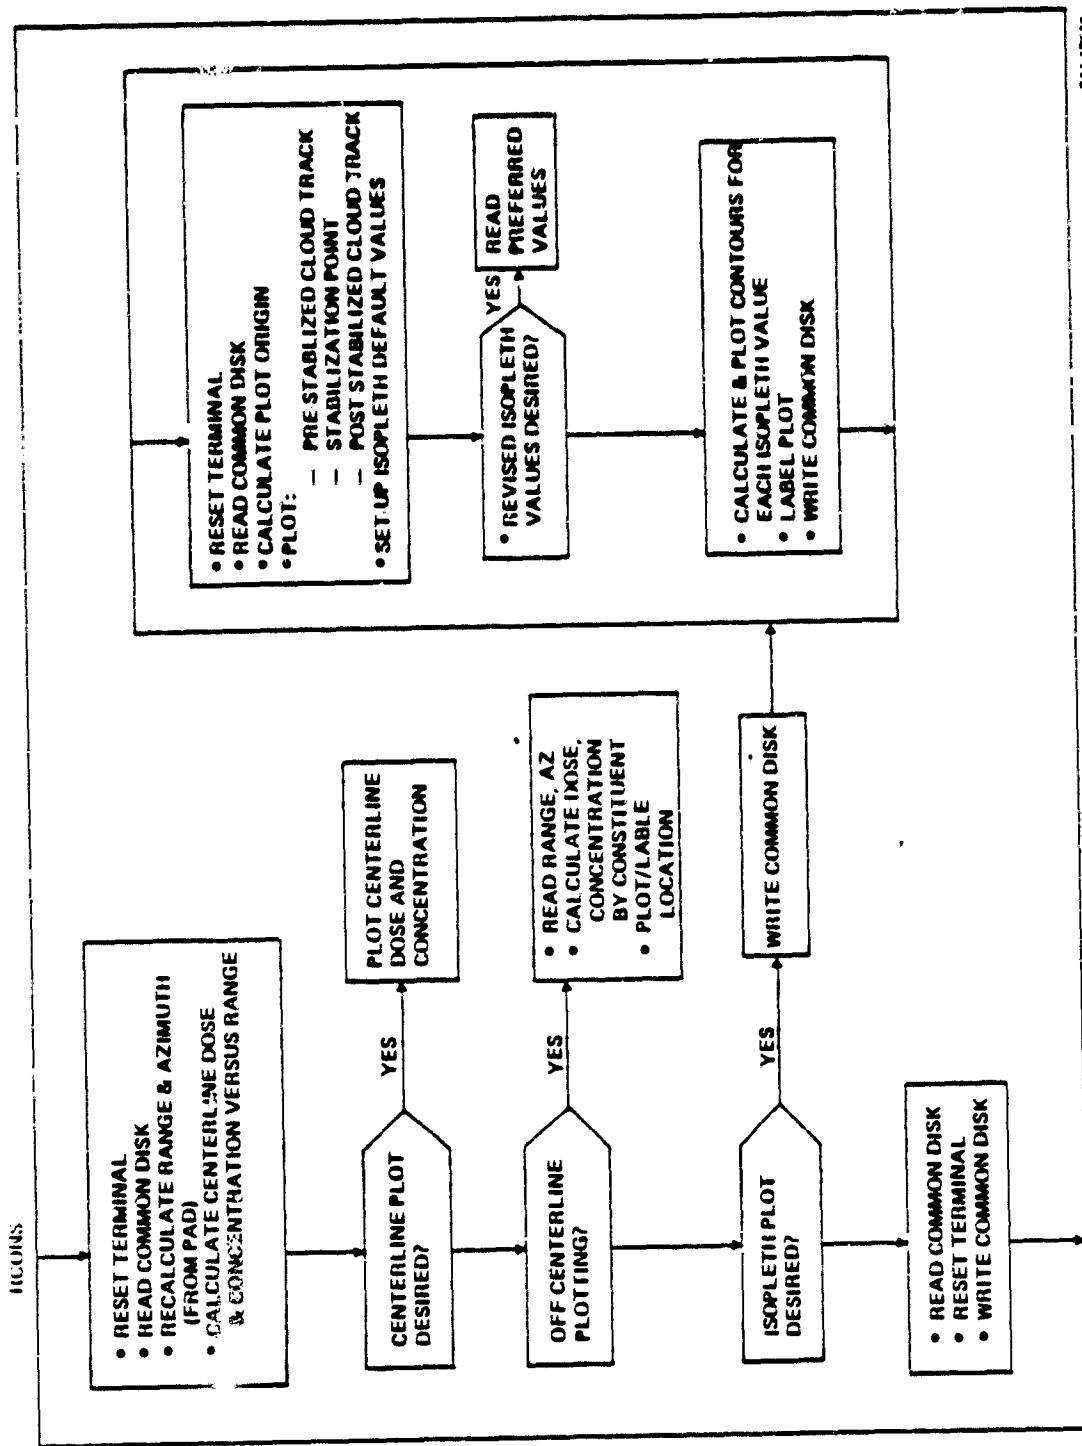 RCONS
• RESET TERMINAL
• READ COMMON DISK
• RECALCULATE RANGE & AZIMUTH
(FROM PAD)
• CALCULATE CENTERLINE DOSE
& CONCENTRATION VERSUS RANGE
CENTERLINE PLOT
DESIRED?
YES
PLOT CENTERLINE
DOSE AND
CONCENTRATION
OFF CENTERLINE
PLOTTING?
YES
• READ RANGE, AZ
• CALCULATE DOSE,
CONCENTRATION
BY CONSTITUENT
• PLOT/LABLE
LOCATION
ISOPLETH PLOT
DESIRED?
YES
WRITE COMMON DISK
• READ COMMON DISK
• RESET TERMINAL
• WRITE COMMON DISK
• RESET TERMINAL
• READ COMMON DISK
• CALCULATE PLOT ORIGIN
• PLOT:
— PRE STABLIZED CLOUD TRACK
— STABILIZATION POINT
— POST STABILIZED CLOUD TRACK
• SET-UP ISOPLETH DEFAULT VALUES
• REVISED ISOPLETH
VALUES DESIRED?
YES
READ
PREFERRED
VALUES
• CALCULATE & PLOT CONTOURS FOR
EACH ISOPLETH VALUE
• LABEL PLOT
• WRITE COMMON DISK